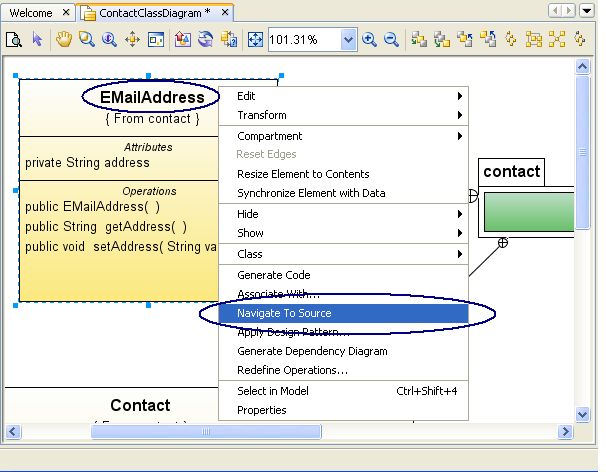 Welcome
ContactClassDiagram *
101.31%
EMailAddress
{ From contact }
Attributes
private String address
Operations
public EMailAddress( )
public String getAddress( )
public void setAddress( String va
Edit
Transform
Compartment
Reset Edges
Resize Element to Contents
Synchronize Element with Data
Hide
Show
Class
Generate Code
Associate With...
Navigate To Source
Apply Design Pattern...
Generate Dependency Diagram
Redefine Operations...
Select in Model Ctrl+Shift+4
Properties
contact
Contact